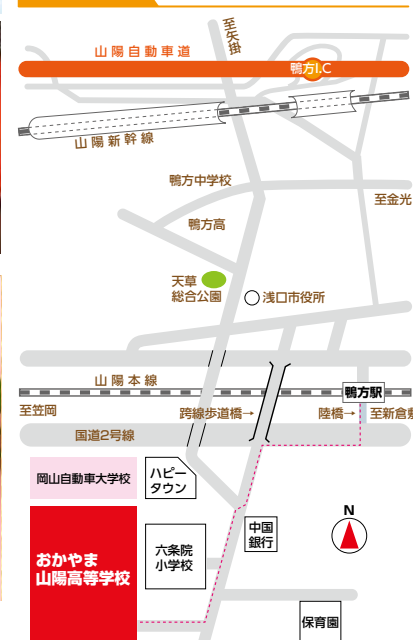 至矢掛
山陽自動車道
鴨方I.C
山陽新幹線
鴨方中学校
至金光
鴨方高
天草
総合公園
浅口市役所
山陽本線
鴨方駅
至笠岡
跨線歩道橋→
陸橋→
至新倉敷
国道2号線
岡山自動車大学校
ハピー
タウン
中国
銀行
N
おかやま
山陽高等学校
六条院
小学校
保育園